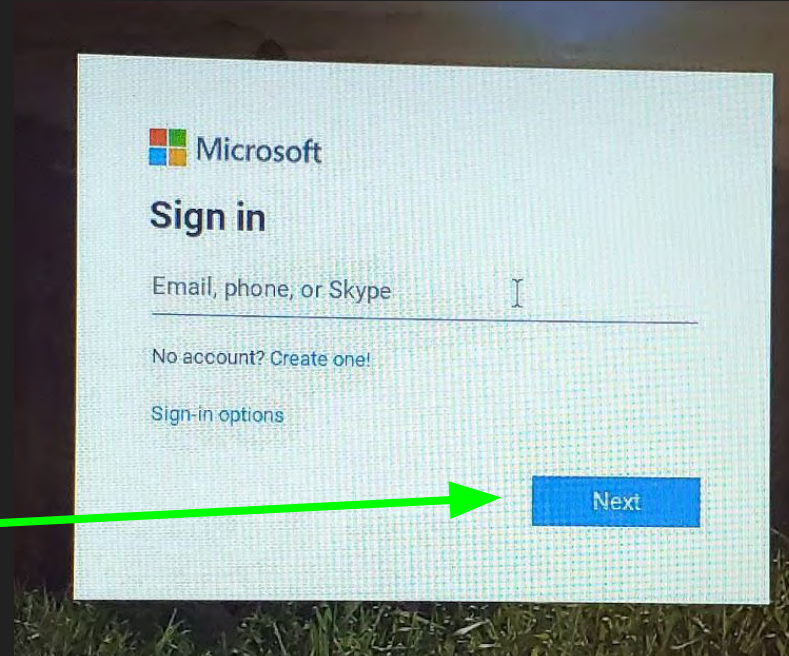 Microsoft
Sign in
Email, phone, or Skype
No account? Create one!
Sign-in options
Next